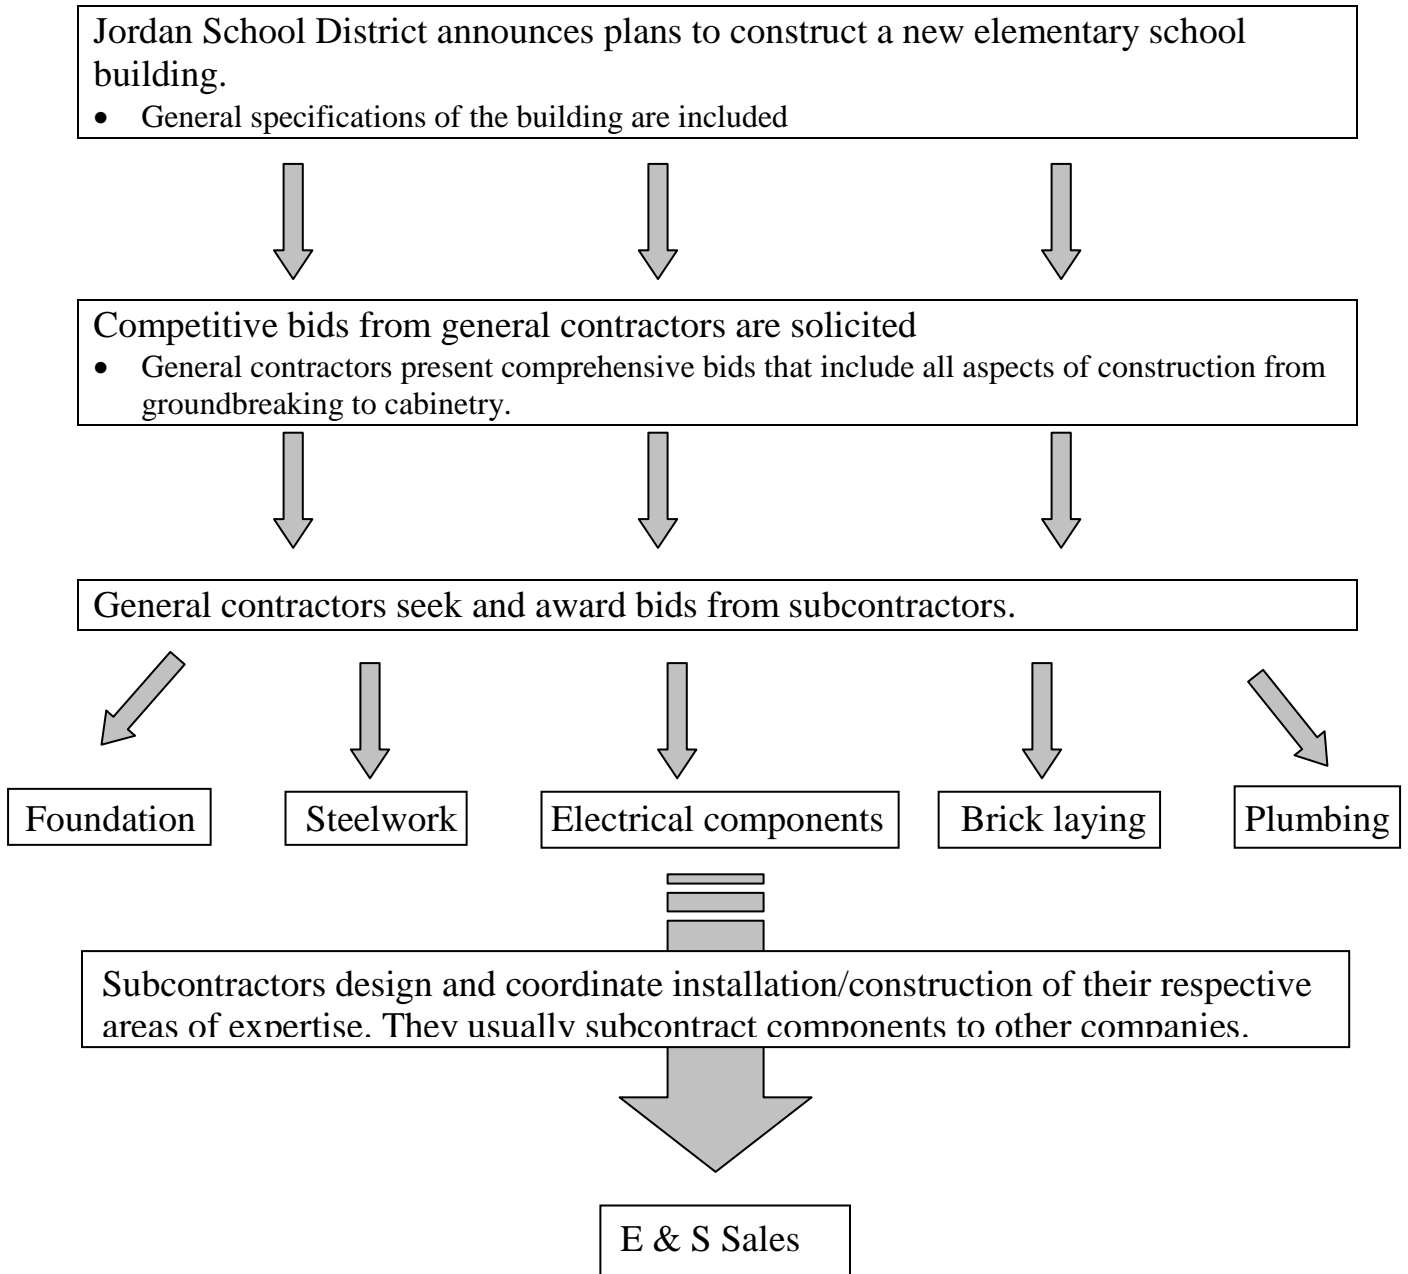 Jordan School District announces plans to construct a new elementary school
building.
• General specifications of the building are included
Competitive bids from general contractors are solicited
• General contractors present comprehensive bids that include all aspects of construction from
groundbreaking to cabinetry.
General contractors seek and award bids from subcontractors.
Foundation
Steelwork
Electrical components
Brick laying
Plumbing
Subcontractors design and coordinate installation/construction of their respective
areas of expertise. They usually subcontract components to other companies.
E & S Sales